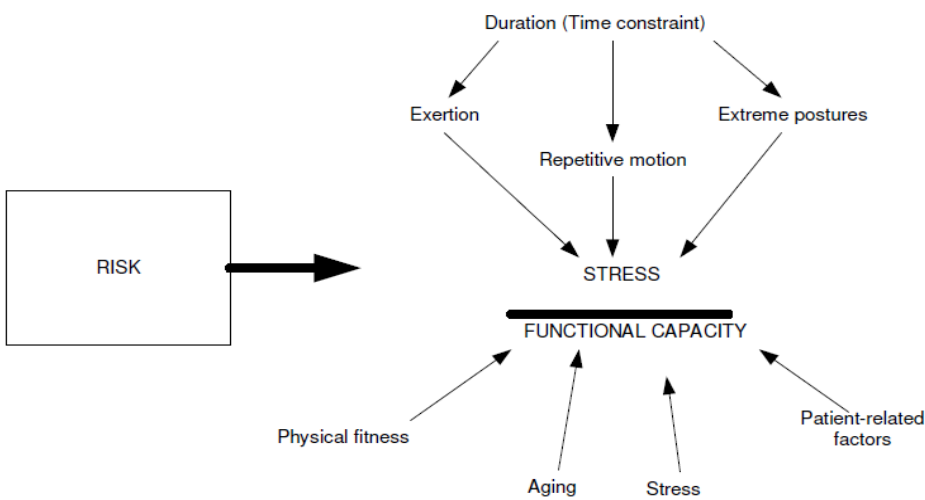 Duration (Time constraint)
Exertion
Extreme postures
Repetitive motion
RISK
STRESS
FUNCTIONAL CAPACITY
Physical fitness
Patient-related
factors
Aging
Stress